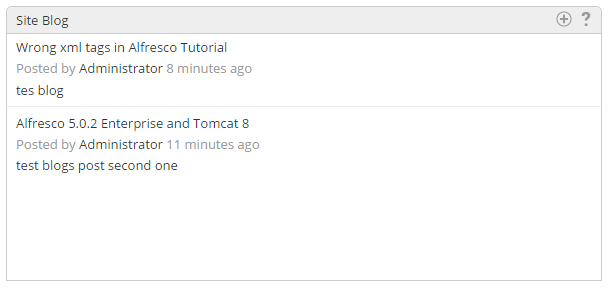 Site Blog
Wrong xml tags in Alfresco Tutorial
Posted by Administrator 8 minutes ago
tes blog
Alfresco 5.0.2 Enterprise and Tomcat 8
Posted by Administrator 11 minutes ago
test blogs post second one